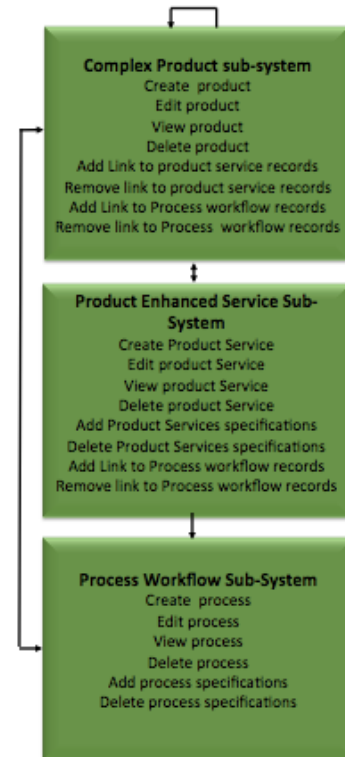 Complex Product sub-system
Create product
Edit product
View product
Delete product
Add Link to product service records
Remove link to product service records
Add Link to Process workflow records
Remove link to Process workflow records
Product Enhanced Service Sub-
System
Create Product Service
Edit product Service
View product Service
Delete product Service
Add Product Services specifications
Delete Product Services specifications
Add Link to Process workflow records
Remove link to Process workflow records
Process Workflow Sub-System
Create process
Edit process
View process
Delete process
Add process specifications
Delete process specifications